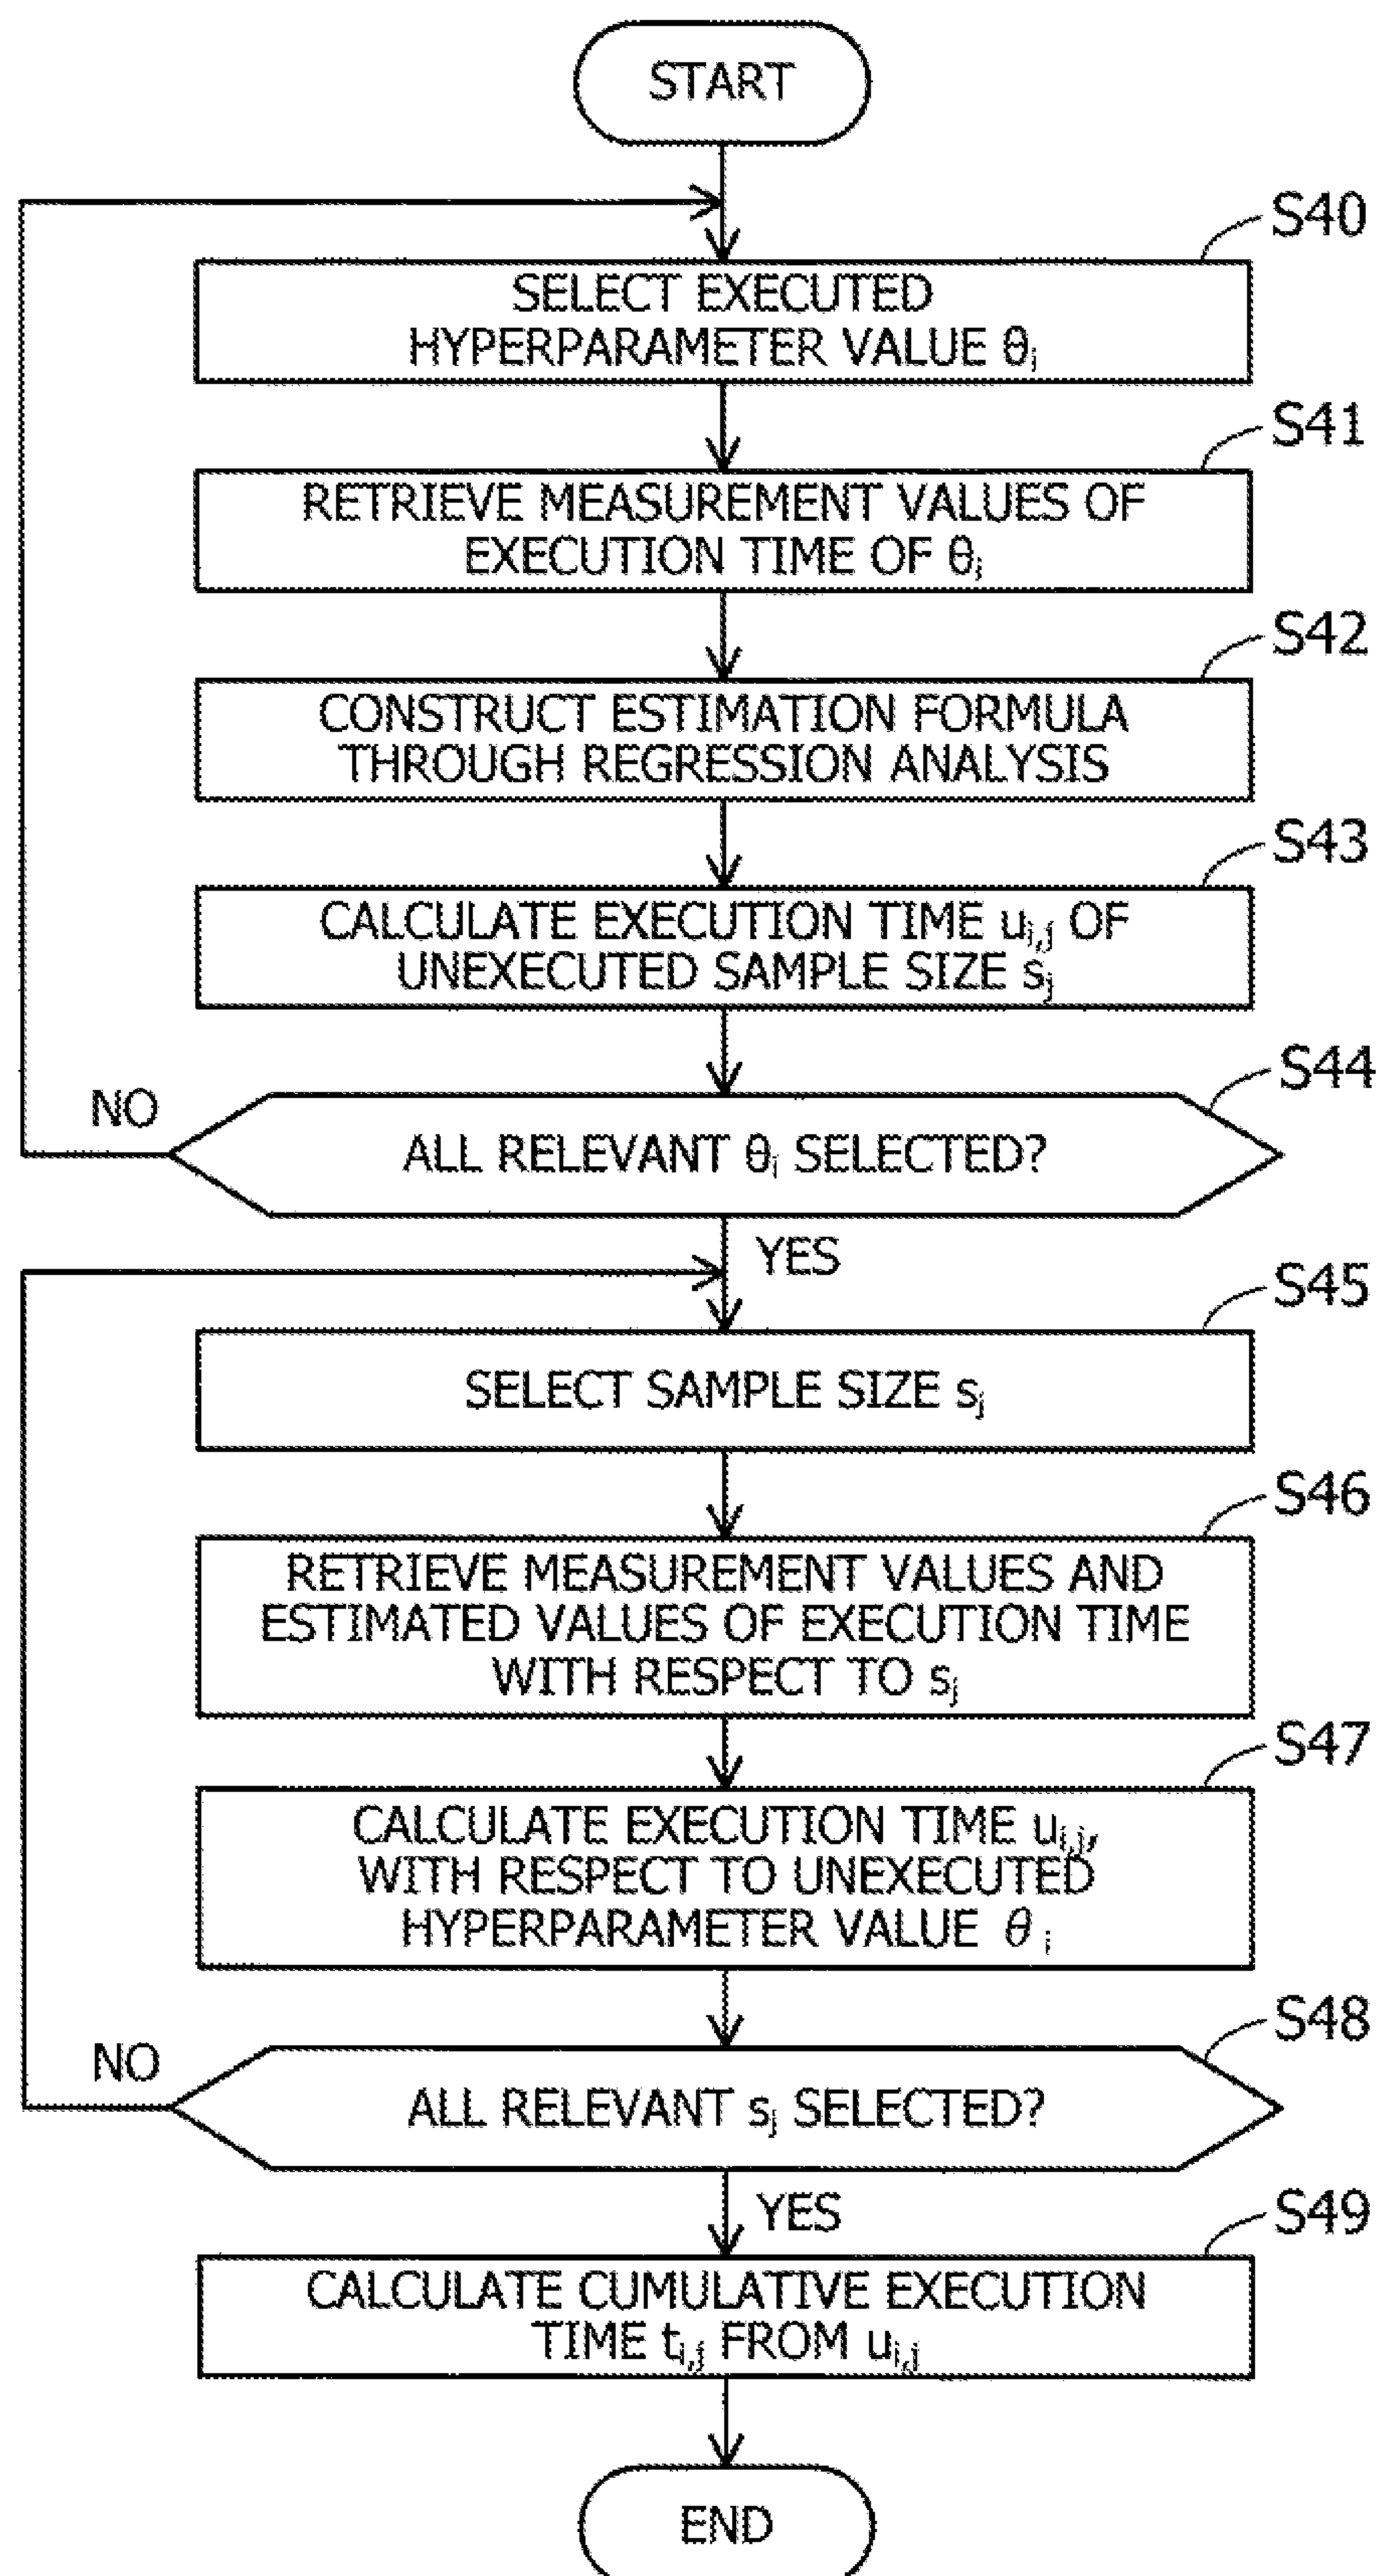 START
S40
SELECT EXECUTED
HYPERPARAMETER VALUE θi
S41
RETRIEVE MEASUREMENT VALUES OF
EXECUTION TIME OF θi
S42
CONSTRUCT ESTIMATION FORMULA
THROUGH REGRESSION ANALYSIS
S43
CALCULATE EXECUTION TIME ui,j OF
UNEXECUTED SAMPLE SIZE sj
S44
NO
ALL RELEVANT θi SELECTED?
YES
S45
SELECT SAMPLE SIZE sj
S46
RETRIEVE MEASUREMENT VALUES AND
ESTIMATED VALUES OF EXECUTION TIME
WITH RESPECT TO sj
S47
CALCULATE EXECUTION TIME ui,j,
WITH RESPECT TO UNEXECUTED
HYPERPARAMETER VALUE θi
S48
NO
ALL RELEVANT sj SELECTED?
YES
S49
CALCULATE CUMULATIVE EXECUTION
TIME ti,j FROM ui,j
END